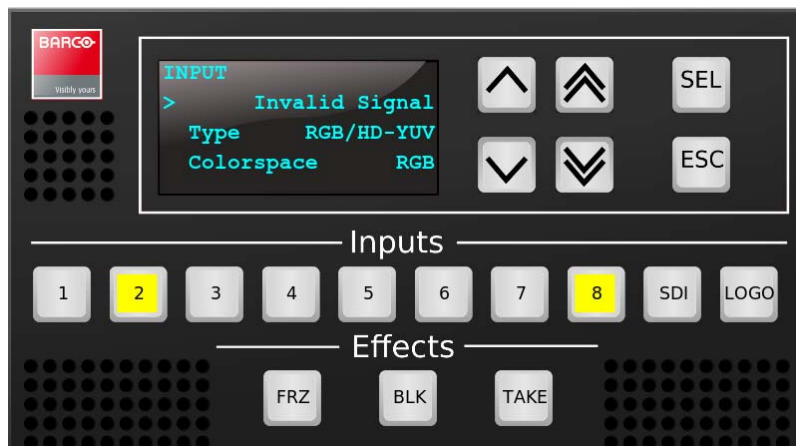 BARCO
Visibly yours
INPUT
> Invalid Signal
Type RGB/HD-YUV
Colorspace RGB
SEL
ESC
Inputs
1 2 3 4 5 6 7 8 SDI LOGO
Effects
FRZ BLK TAKE